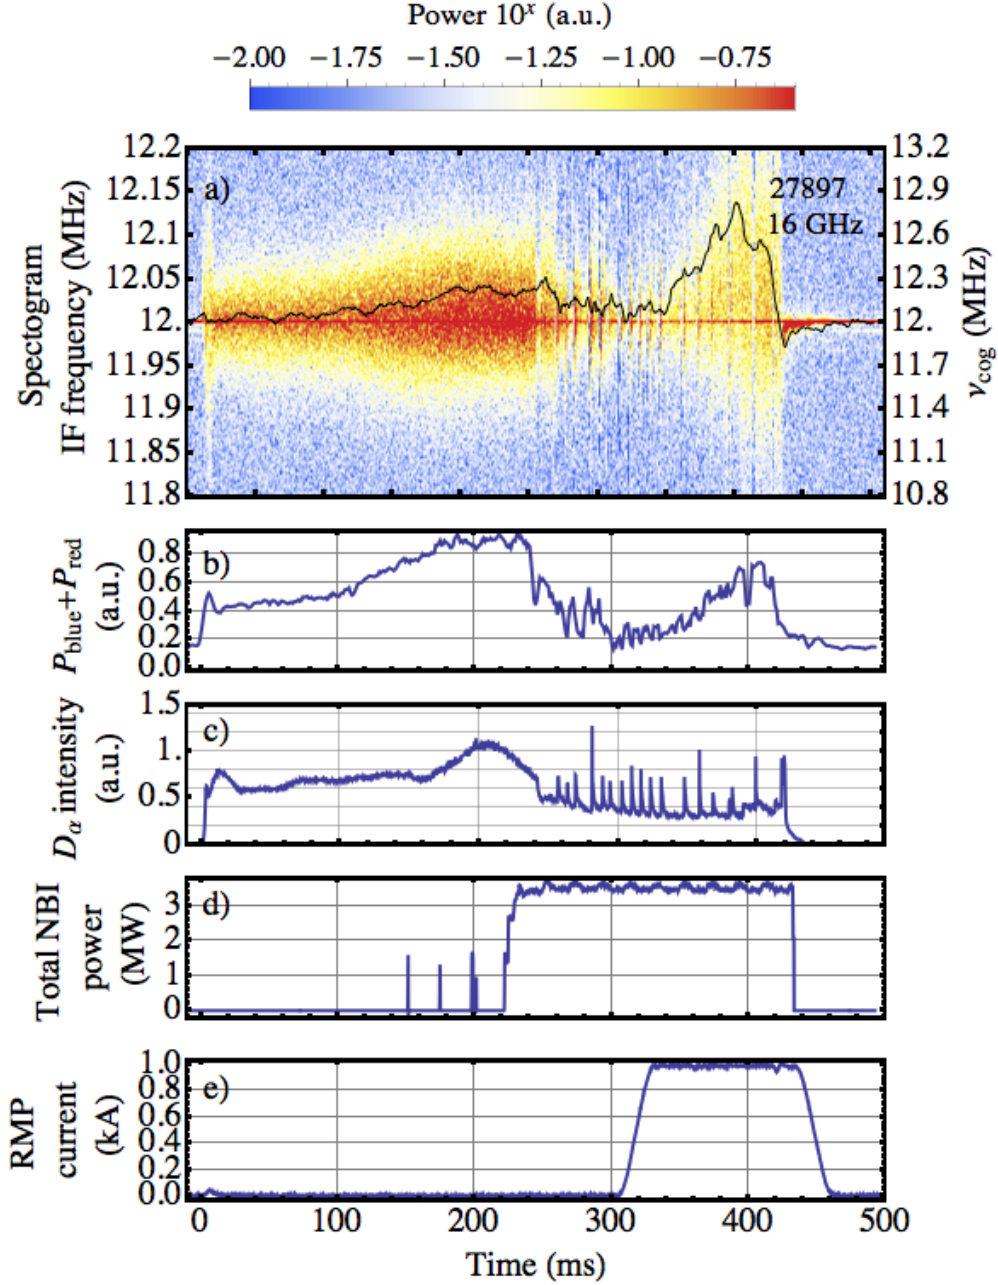 Power 10^x (a.u.)
−2.00 −1.75 −1.50 −1.25 −1.00 −0.75
Spectogram
IF frequency (MHz)
12.2
12.15
12.1
12.05
12.
11.95
11.9
11.85
11.8
a)
27897
16 GHz
13.2
12.9
12.6
12.3
12.
11.7
11.4
11.1
10.8
ν_cog (MHz)
P_blue+P_red
(a.u.)
0.8
0.6
0.4
0.2
0.0
b)
D_α intensity
(a.u.)
1.5
1.
0.5
0
c)
Total NBI
power
(MW)
3
2
1
0
d)
RMP
current
(kA)
1.0
0.8
0.6
0.4
0.2
0.0
e)
0 100 200 300 400 500
Time (ms)